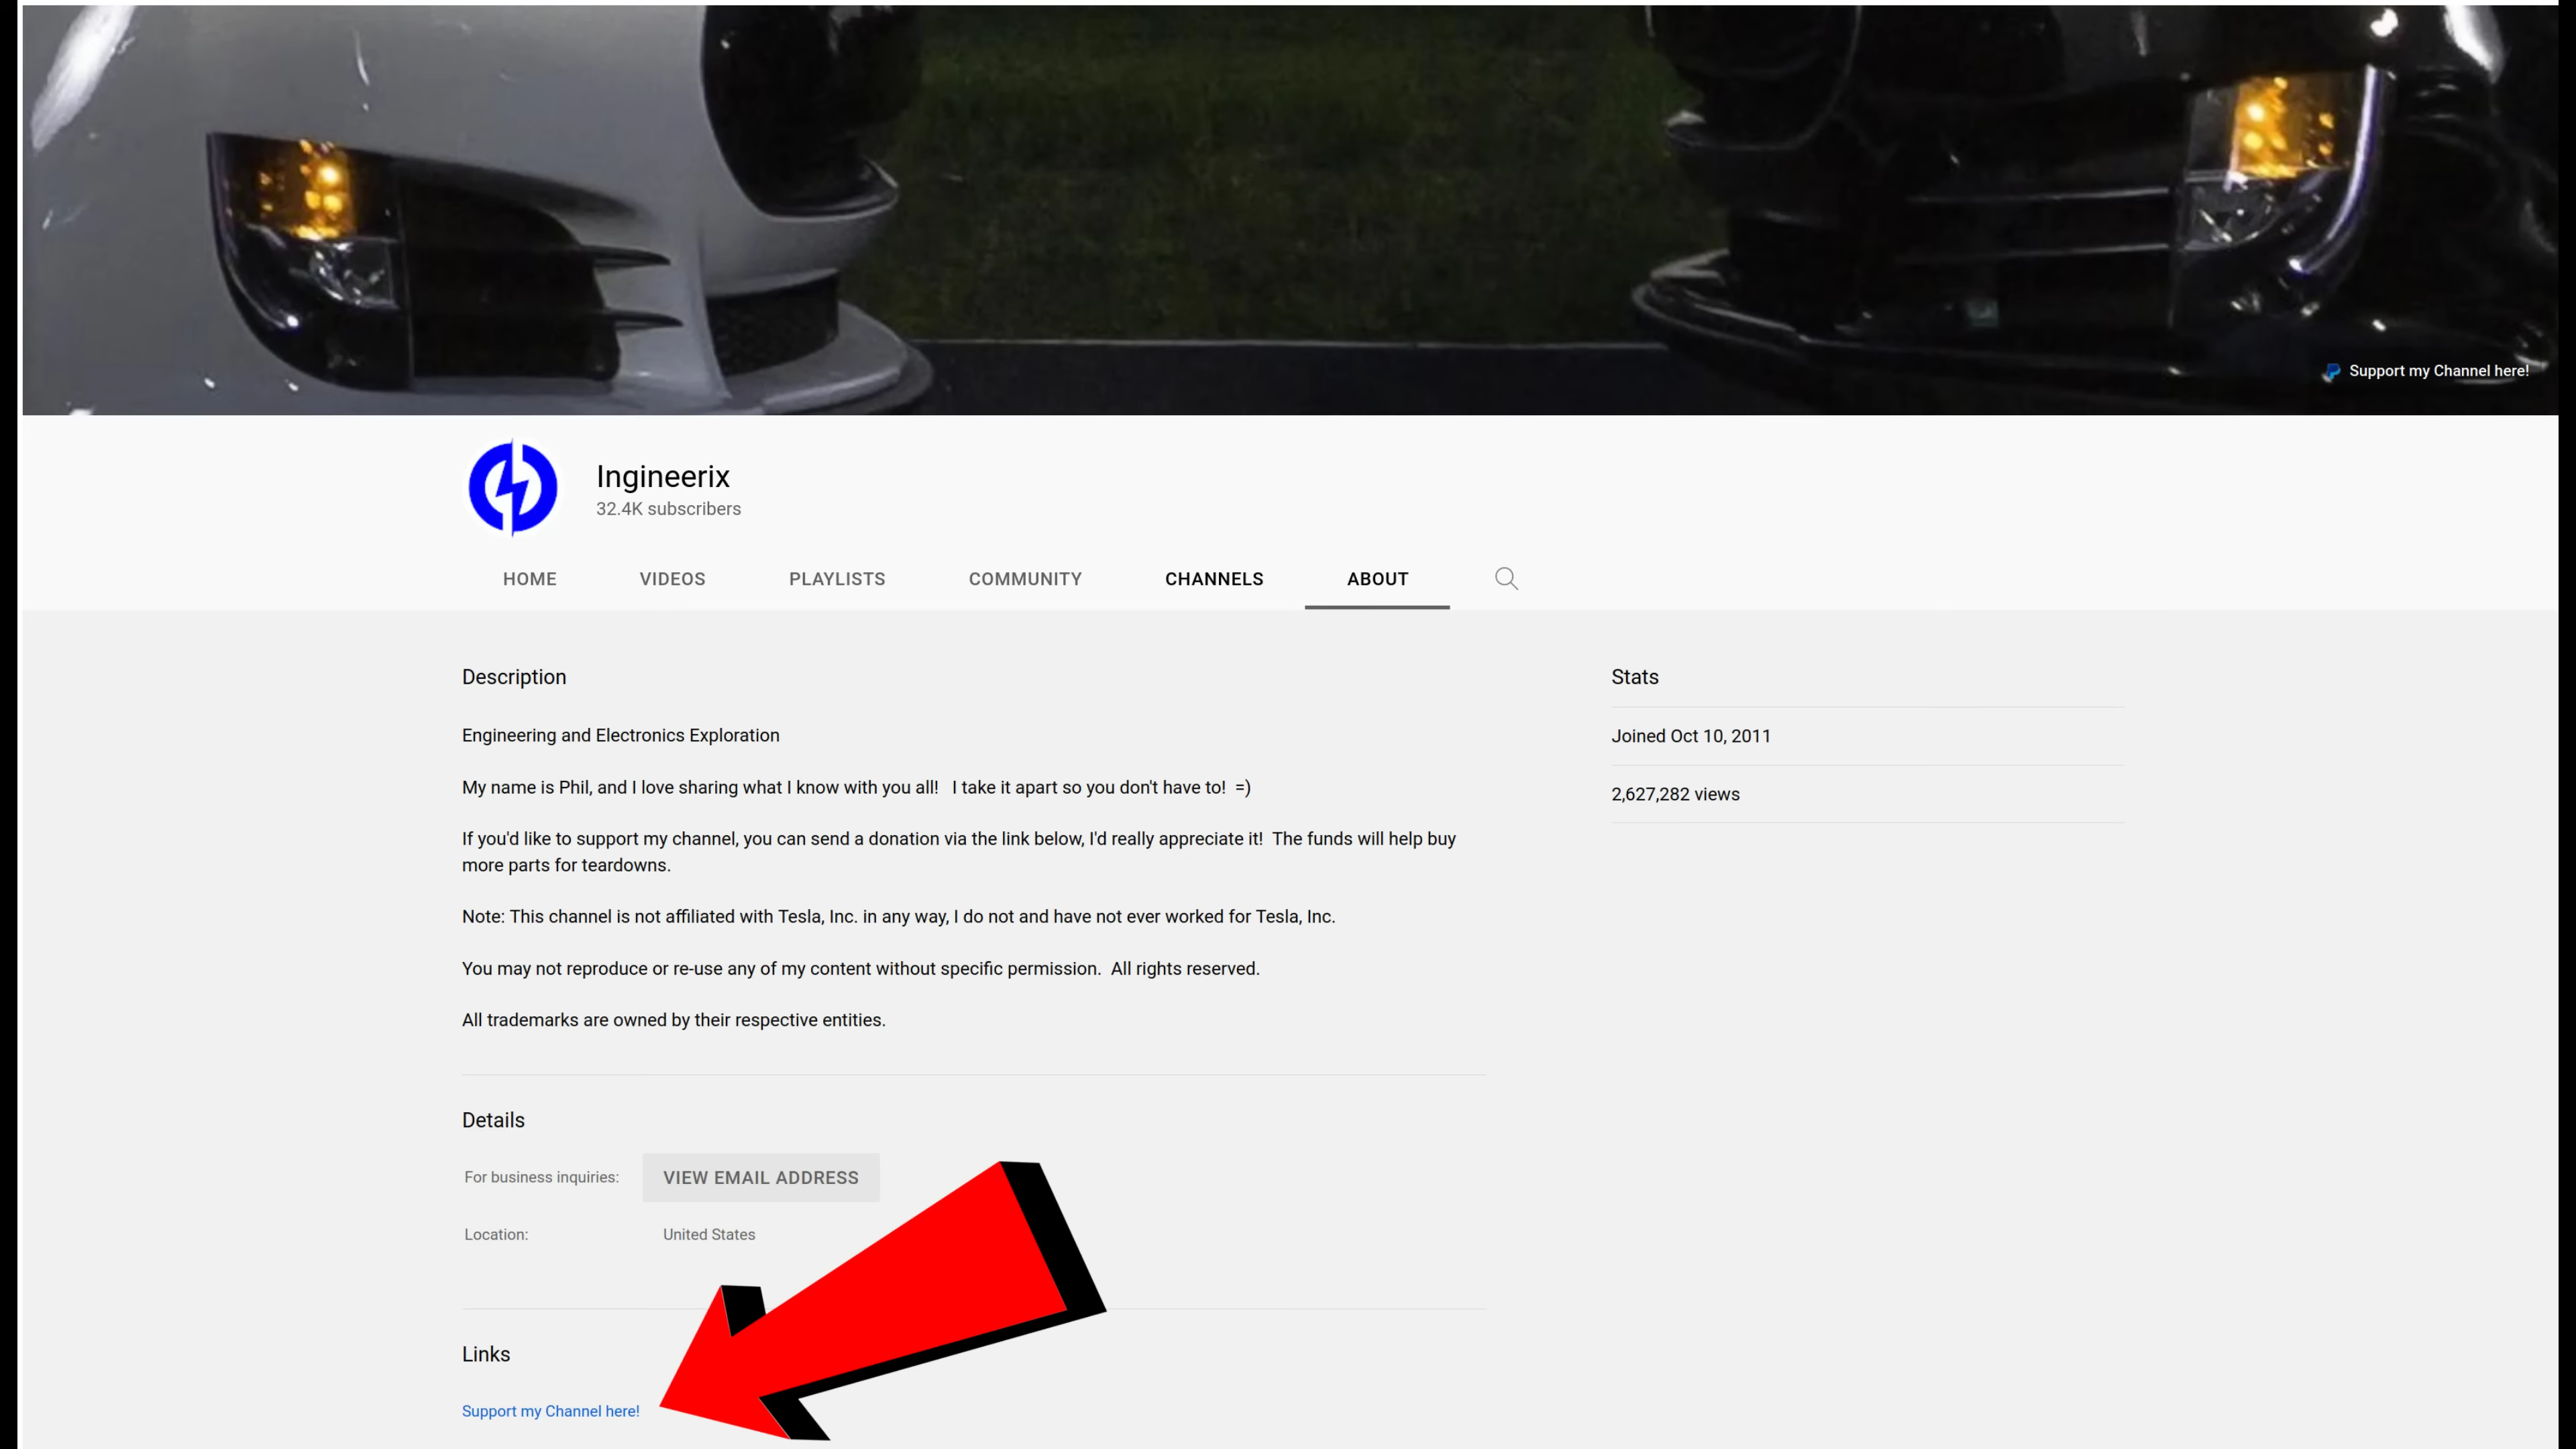 Support my Channel here!
Ingineerix
32.4K subscribers
HOME VIDEOS PLAYLISTS COMMUNITY CHANNELS ABOUT
Description
Engineering and Electronics Exploration
My name is Phil, and I love sharing what I know with you all!   I take it apart so you don't have to!  =)
If you'd like to support my channel, you can send a donation via the link below, I'd really appreciate it!  The funds will help buy
more parts for teardowns.
Note: This channel is not affiliated with Tesla, Inc. in any way, I do not and have not ever worked for Tesla, Inc.
You may not reproduce or re-use any of my content without specific permission.  All rights reserved.
All trademarks are owned by their respective entities.
Stats
Joined Oct 10, 2011
2,627,282 views
Details
For business inquiries: VIEW EMAIL ADDRESS
Location: United States
Links
Support my Channel here!